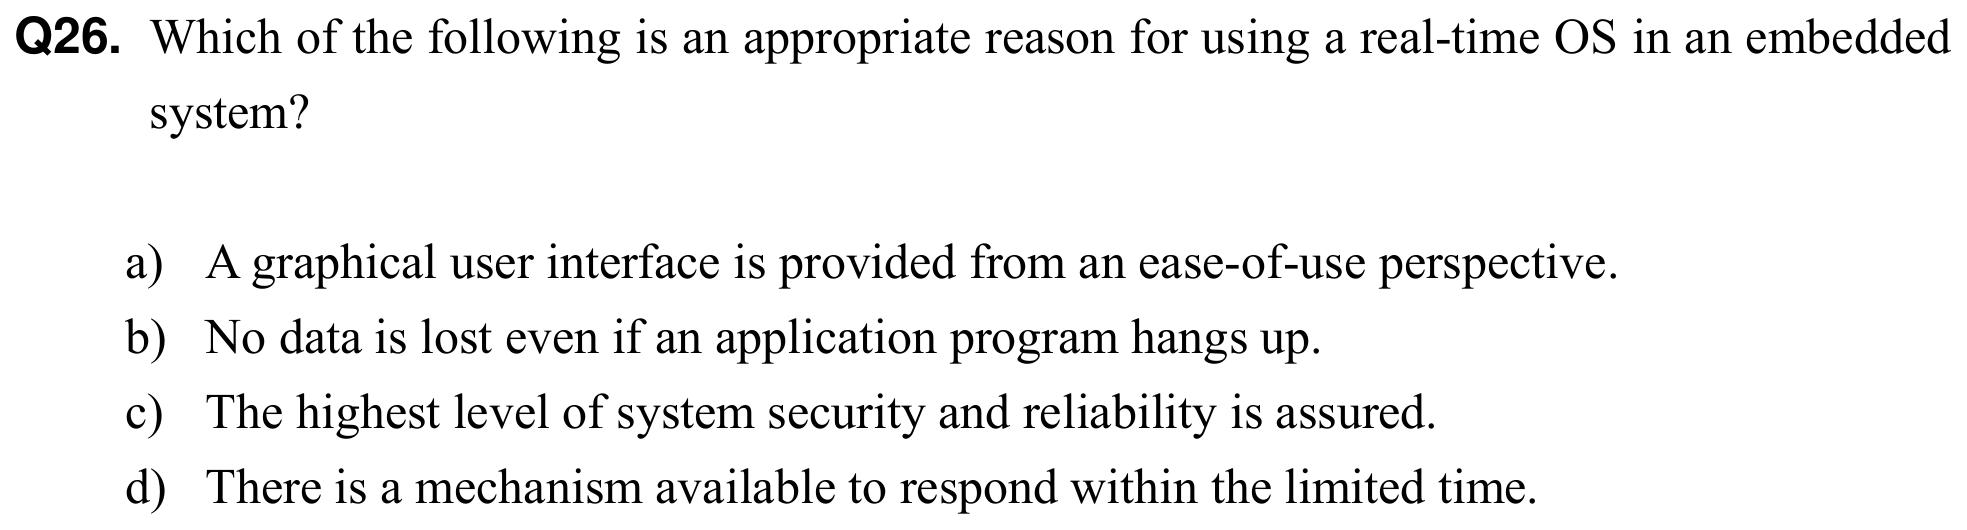 Q26. Which of the following is an appropriate reason for using a real-time OS in an embedded
system?
a) A graphical user interface is provided from an ease-of-use perspective.
b) No data is lost even if an application program hangs up.
c) The highest level of system security and reliability is assured.
d) There is a mechanism available to respond within the limited time.